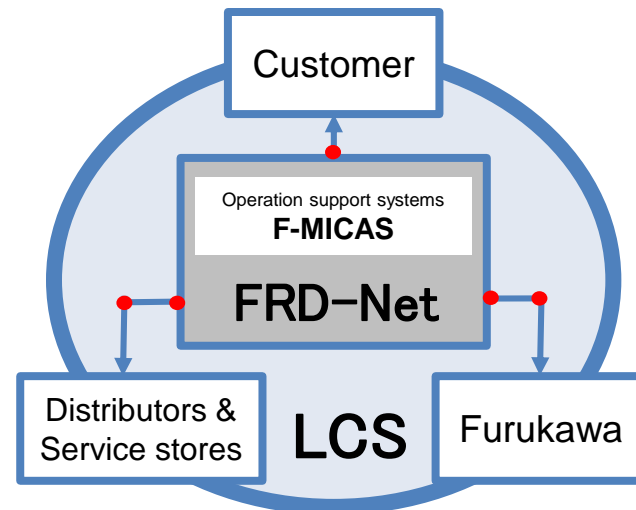 Customer
Operation support systems
F-MICAS
FRD-Net
Distributors &
Service stores
LCS
Furukawa